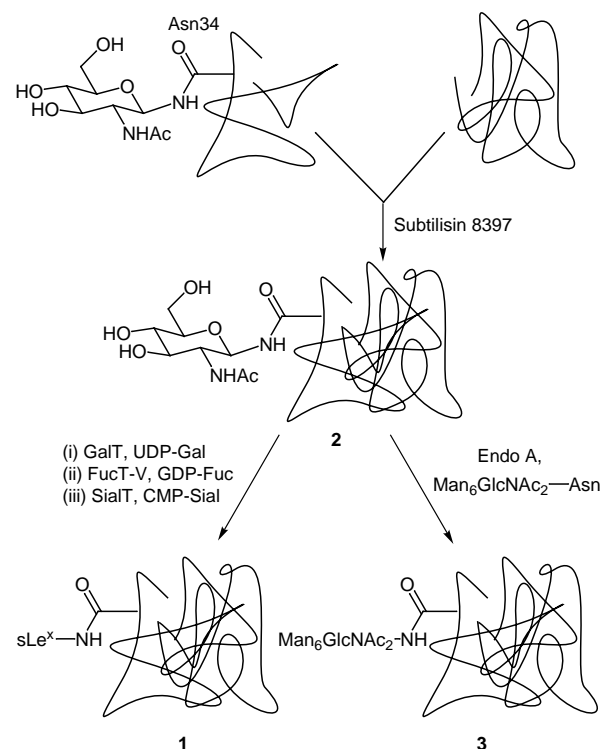 Asn34
OH
O
HO
O
HO
NH
NHAc
Subtilisin 8397
OH
O
HO
O
HO
NH
NHAc
2
(i) GalT, UDP-Gal
(ii) FucT-V, GDP-Fuc
(iii) SialT, CMP-Sial
Endo A,
Man₆GlcNAc₂—Asn
O
O
sLeˣ—NH
Man₆GlcNAc₂-NH
1
3